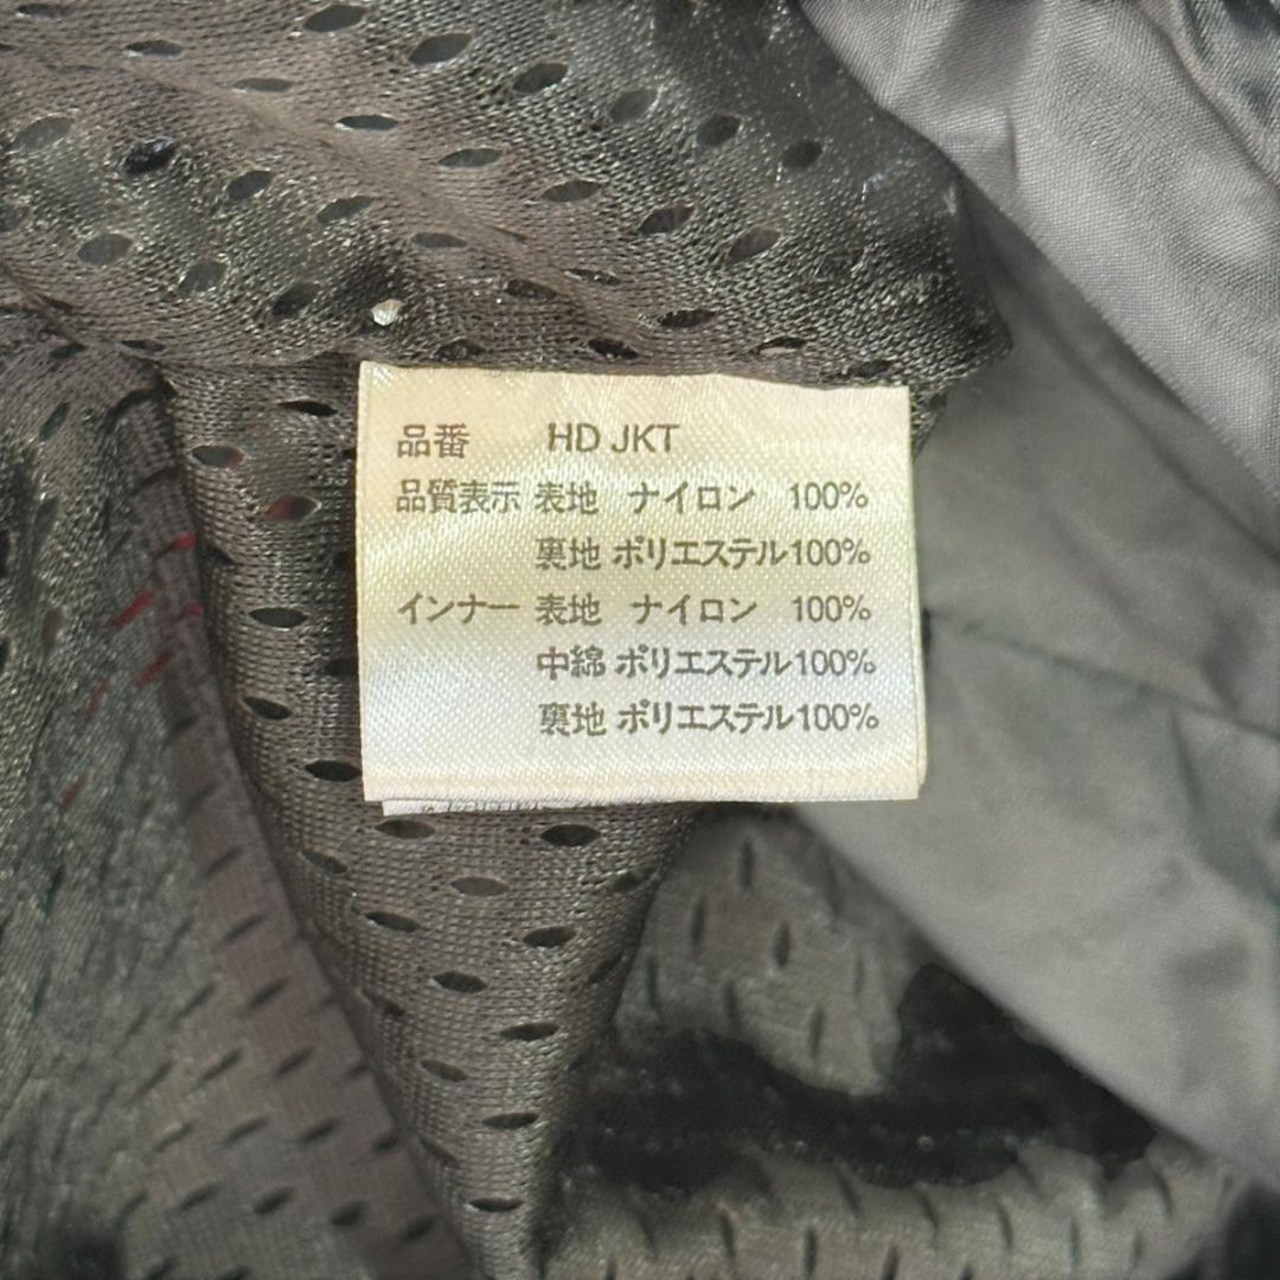 品番 HD JKT
品質表示 表地 ナイロン 100%
裏地 ポリエステル100%
インナー 表地 ナイロン 100%
中綿 ポリエステル100%
裏地 ポリエステル100%